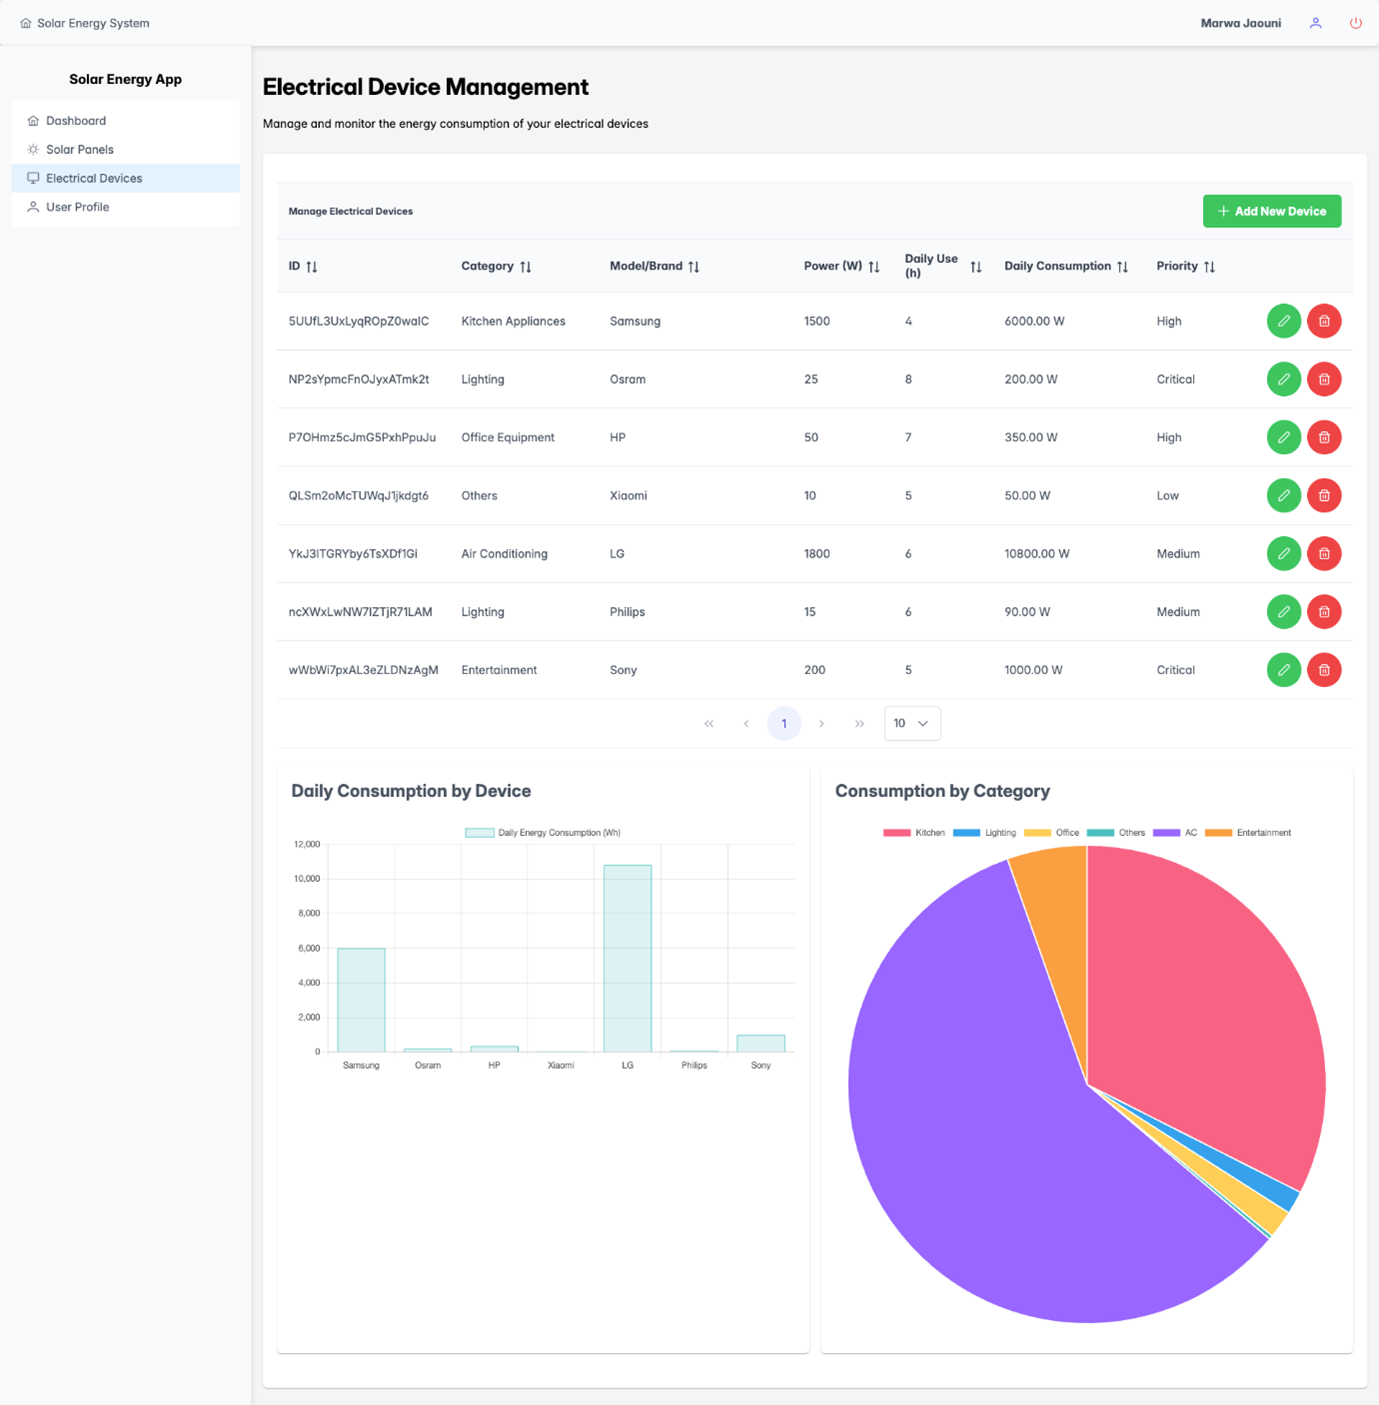 Solar Energy System
Marwa Jaouni
Solar Energy App
Dashboard
Solar Panels
Electrical Devices
User Profile
Electrical Device Management
Manage and monitor the energy consumption of your electrical devices
Manage Electrical Devices
+ Add New Device
ID Category Model/Brand Power (W) Daily Use (h) Daily Consumption Priority
5UUfL3UxLyqROpZ0walC Kitchen Appliances Samsung 1500 4 6000.00 W High
NP2sYpmcFnOJyxATmk2t Lighting Osram 25 8 200.00 W Critical
P7OHmz5cJmG5PxhPpuJu Office Equipment HP 50 7 350.00 W High
QLSm2oMcTUWqJ1jkdgt6 Others Xiaomi 10 5 50.00 W Low
YkJ3lTGRYby6TsXDf1Gi Air Conditioning LG 1800 6 10800.00 W Medium
ncXWxLwNW7IZTjR71LAM Lighting Philips 15 6 90.00 W Medium
wWbWi7pxAL3eZLDNzAgM Entertainment Sony 200 5 1000.00 W Critical
1
10
Daily Consumption by Device
Daily Energy Consumption (Wh)
12,000
10,000
8,000
6,000
4,000
2,000
0
Samsung Osram HP Xiaomi LG Philips Sony
Consumption by Category
Kitchen Lighting Office Others AC Entertainment